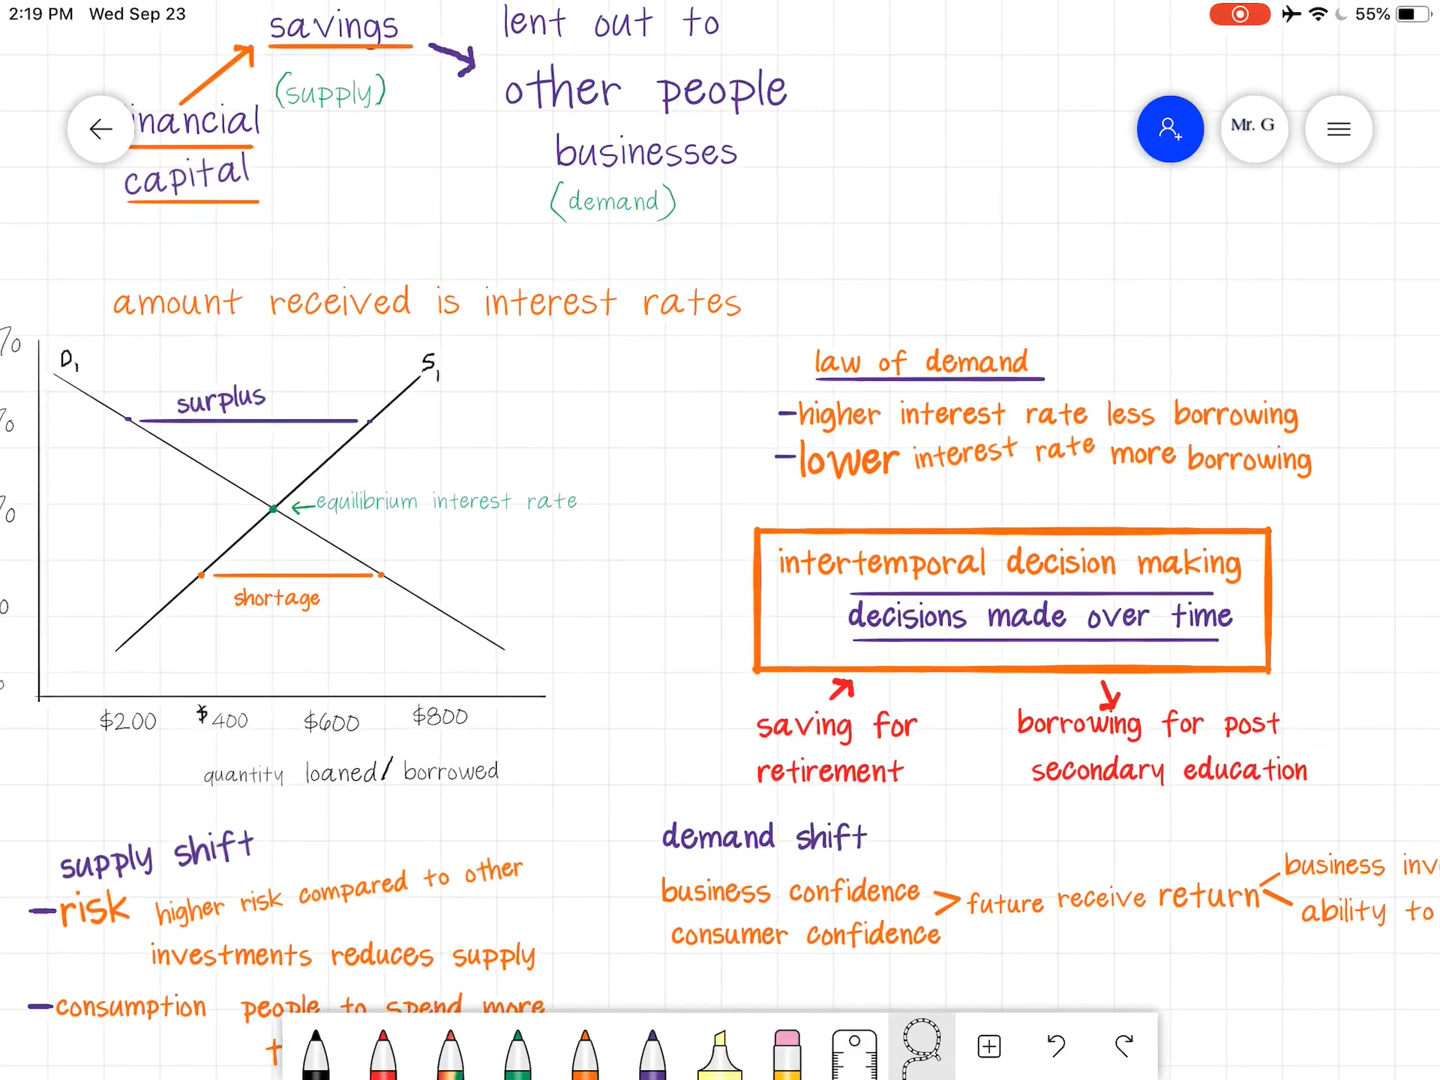 2:19 PM Wed Sep 23
55%
savings
lent out to
(supply)
other people
inancial
Mr. G
businesses
capital
(demand)
amount received is interest rates
%
D1
S1
law of demand
surplus
-higher interest rate less borrowing
-lower interest rate more borrowing
equilibrium interest rate
intertemporal decision making
shortage
decisions made over time
$200 $400 $600 $800
saving for
borrowing for post
quantity loaned/borrowed
retirement
secondary education
supply shift
demand shift
-risk higher risk compared to other
business confidence
> future receive return
business inv
investments reduces supply
consumer confidence
ability to
-consumption people to spend more